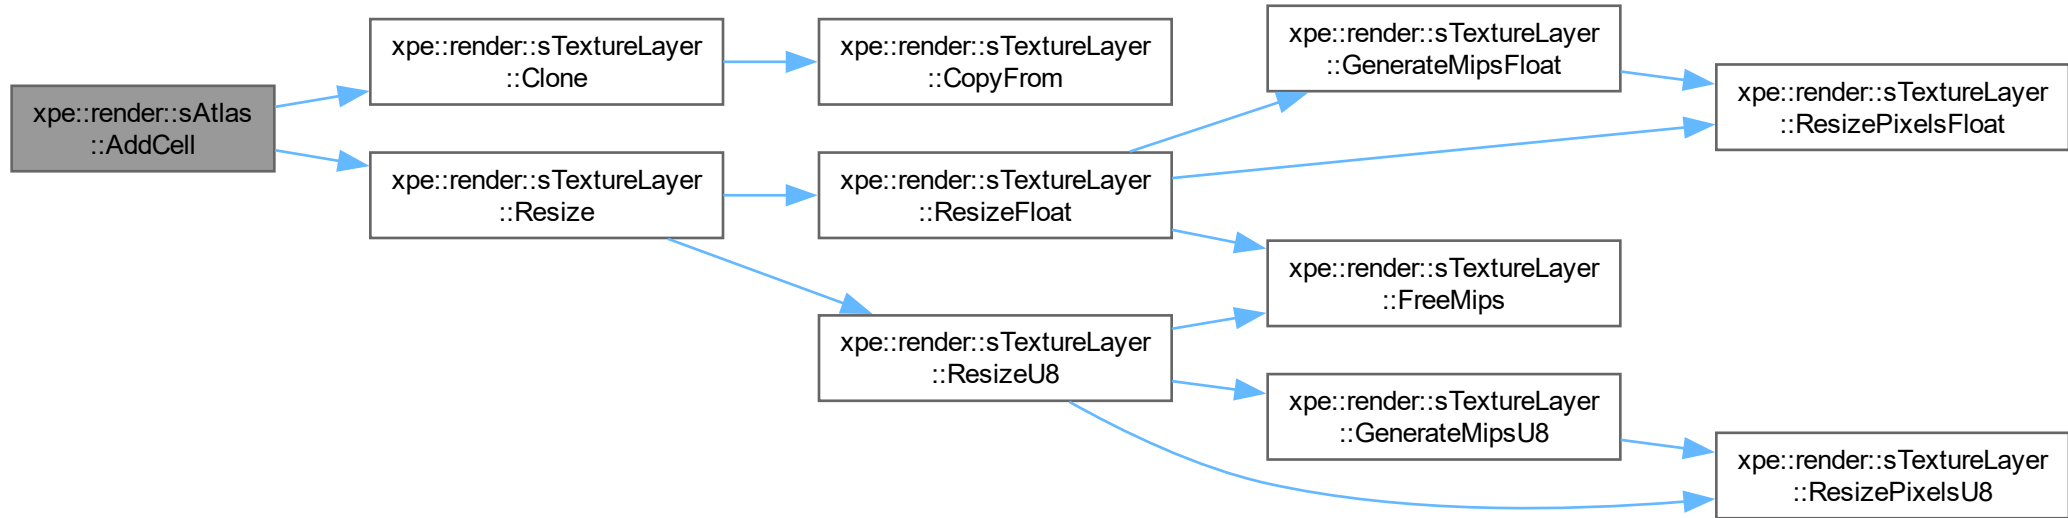 xpe::render::sAtlas
::AddCell
xpe::render::sTextureLayer
::Clone
xpe::render::sTextureLayer
::CopyFrom
xpe::render::sTextureLayer
::Resize
xpe::render::sTextureLayer
::ResizeFloat
xpe::render::sTextureLayer
::GenerateMipsFloat
xpe::render::sTextureLayer
::ResizePixelsFloat
xpe::render::sTextureLayer
::FreeMips
xpe::render::sTextureLayer
::ResizeU8
xpe::render::sTextureLayer
::GenerateMipsU8
xpe::render::sTextureLayer
::ResizePixelsU8